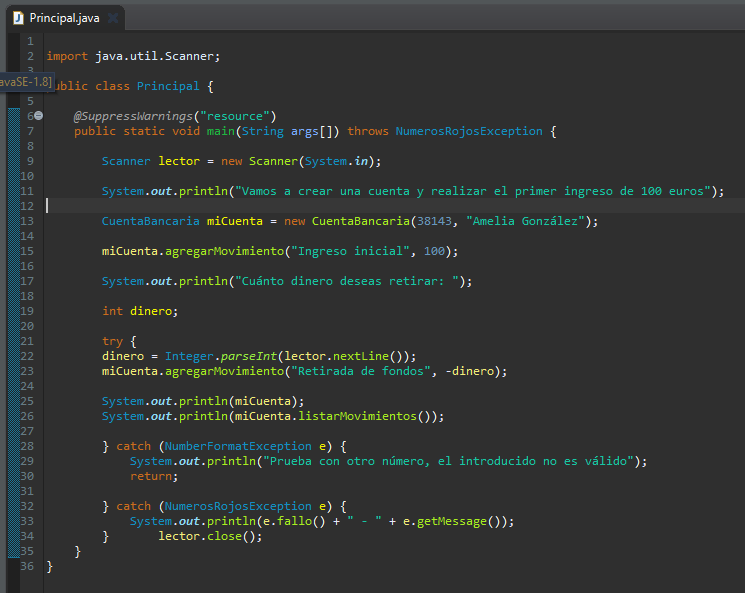 Principal.java
1
2 import java.util.Scanner;
3
avaSE-1.8] ublic class Principal {
5
6 @SuppressWarnings("resource")
7 public static void main(String args[]) throws NumerosRojosException {
8
9 Scanner lector = new Scanner(System.in);
10
11 System.out.println("Vamos a crear una cuenta y realizar el primer ingreso de 100 euros");
12
13 CuentaBancaria miCuenta = new CuentaBancaria(38143, "Amelia González");
14
15 miCuenta.agregarMovimiento("Ingreso inicial", 100);
16
17 System.out.println("Cuánto dinero deseas retirar: ");
18
19 int dinero;
20
21 try {
22 dinero = Integer.parseInt(lector.nextLine());
23 miCuenta.agregarMovimiento("Retirada de fondos", -dinero);
24
25 System.out.println(miCuenta);
26 System.out.println(miCuenta.listarMovimientos());
27
28 } catch (NumberFormatException e) {
29 System.out.println("Prueba con otro número, el introducido no es válido");
30 return;
31
32 } catch (NumerosRojosException e) {
33 System.out.println(e.fallo() + " - " + e.getMessage());
34 } lector.close();
35 }
36 }